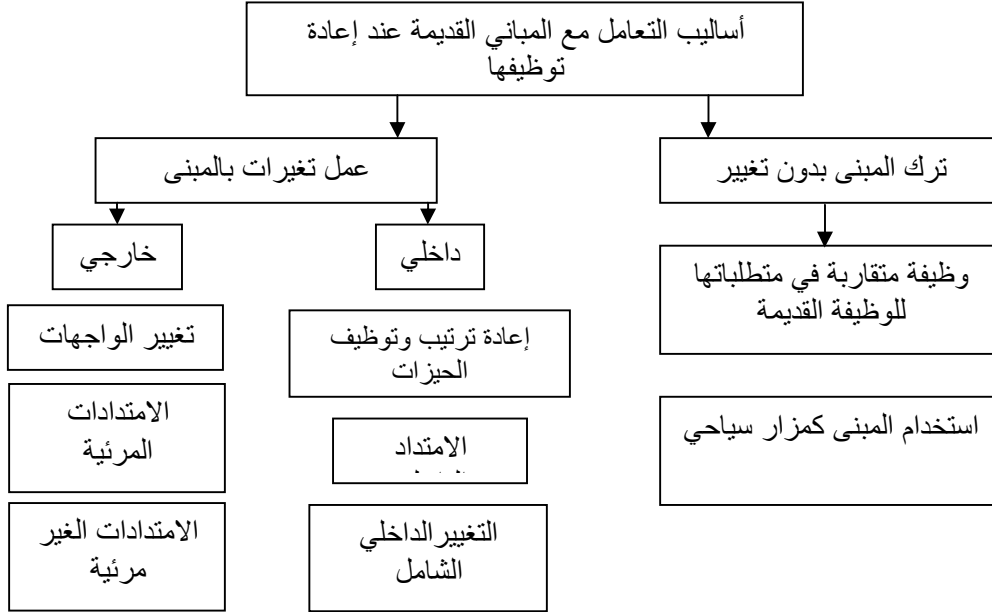 أساليب التعامل مع المباني القديمة عند إعادة
توظيفها
ترك المبنى بدون تغيير
عمل تغيرات بالمبنى
وظيفة متقاربة في متطلباتها
للوظيفة القديمة
استخدام المبنى كمزار سياحي
داخلي
إعادة ترتيب وتوظيف
الحيزات
الامتداد
التغيير الداخلي
الشامل
خارجي
تغيير الواجهات
الامتدادات
المرئية
الامتدادات الغير
مرئية